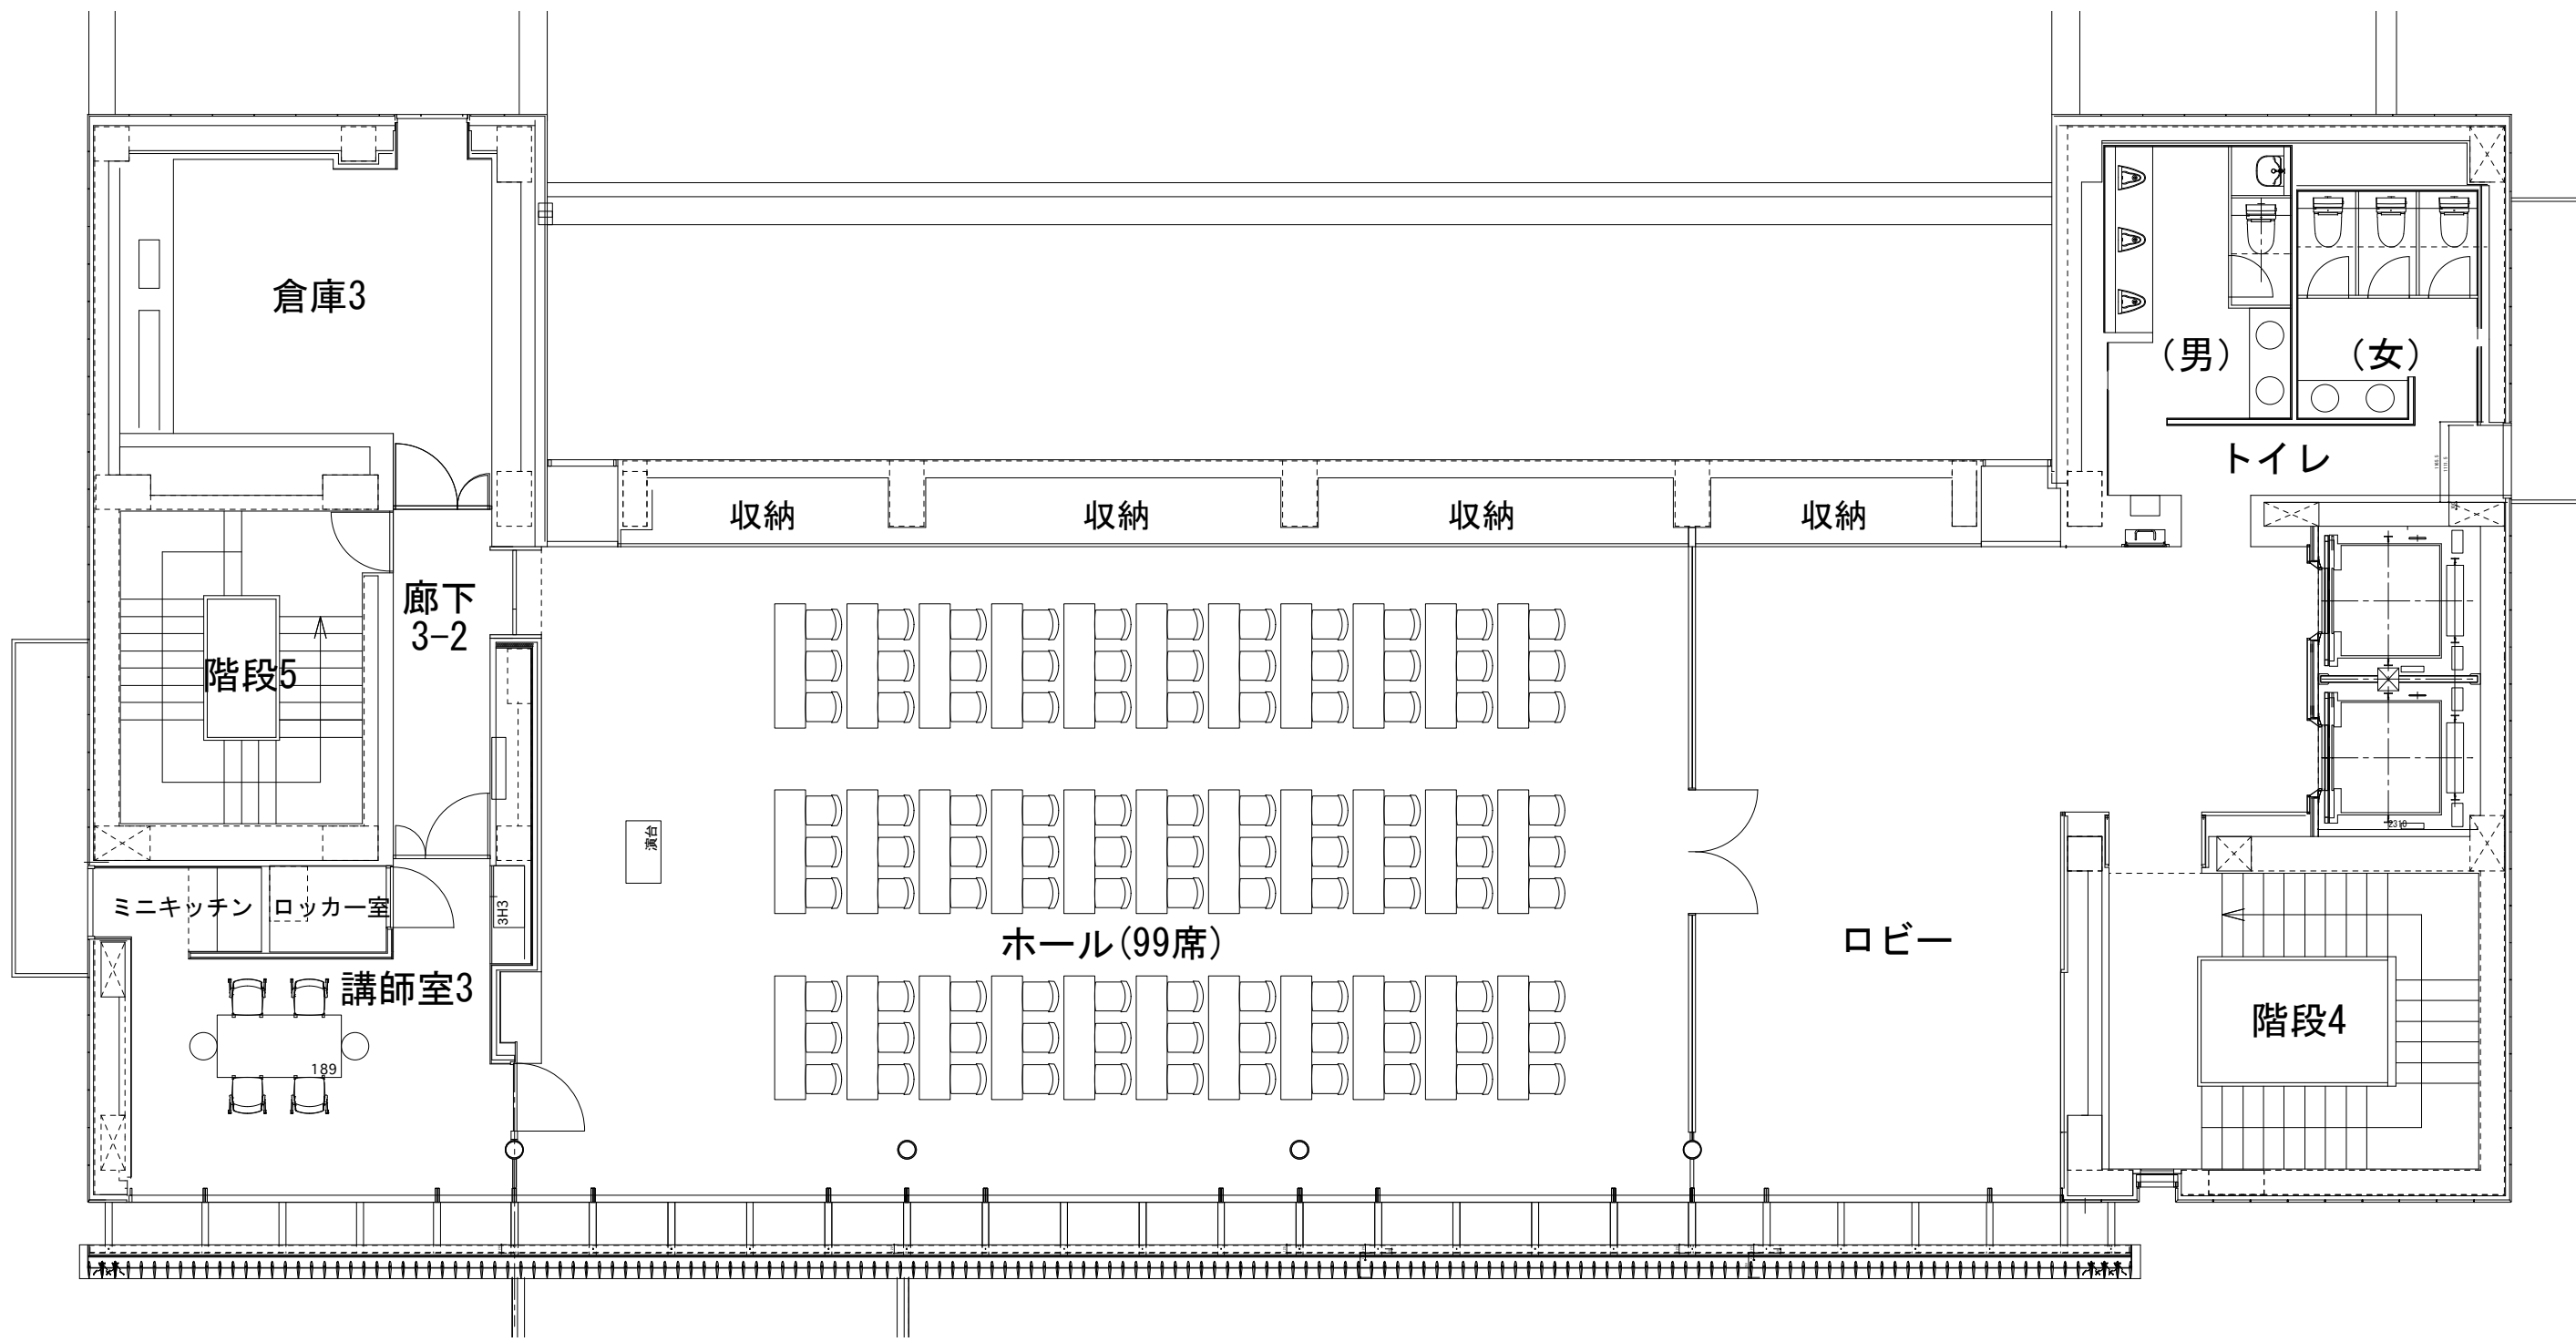 倉庫3
(男)
(女)
トイレ
収納
収納
収納
収納
廊下
3-2
階段5
演台
2310
ミニキッチン
ロッカー室
3H3
ホール(99席)
ロビー
講師室3
階段4
189